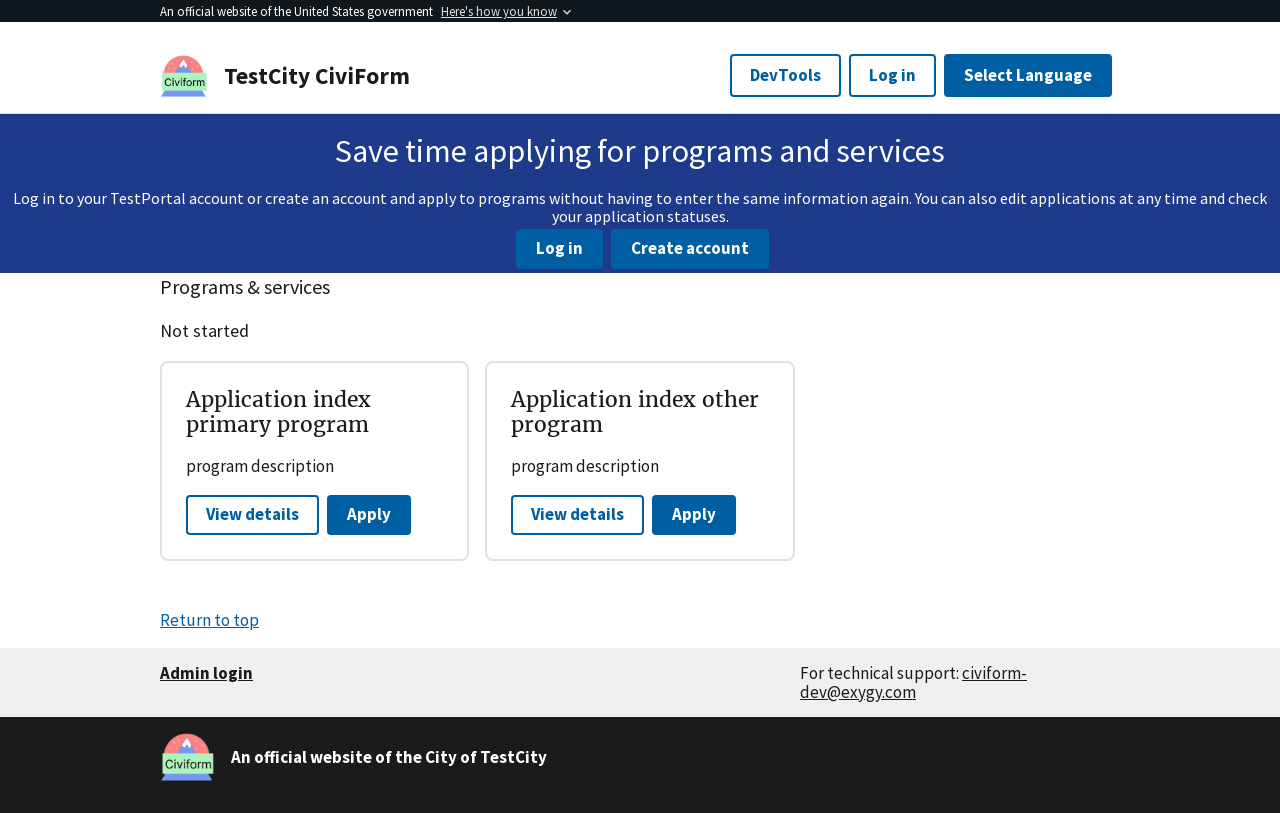 An official website of the United States government Here's how you know
Civiform TestCity CiviForm DevTools Log in Select Language
Save time applying for programs and services
Log in to your TestPortal account or create an account and apply to programs without having to enter the same information again. You can also edit applications at any time and check
your application statuses.
Log in Create account
Programs & services
Not started
Application index
primary program
program description
View details Apply
Application index other
program
program description
View details Apply
Return to top
Admin login
For technical support: civiform-
dev@exygy.com
Civiform An official website of the City of TestCity